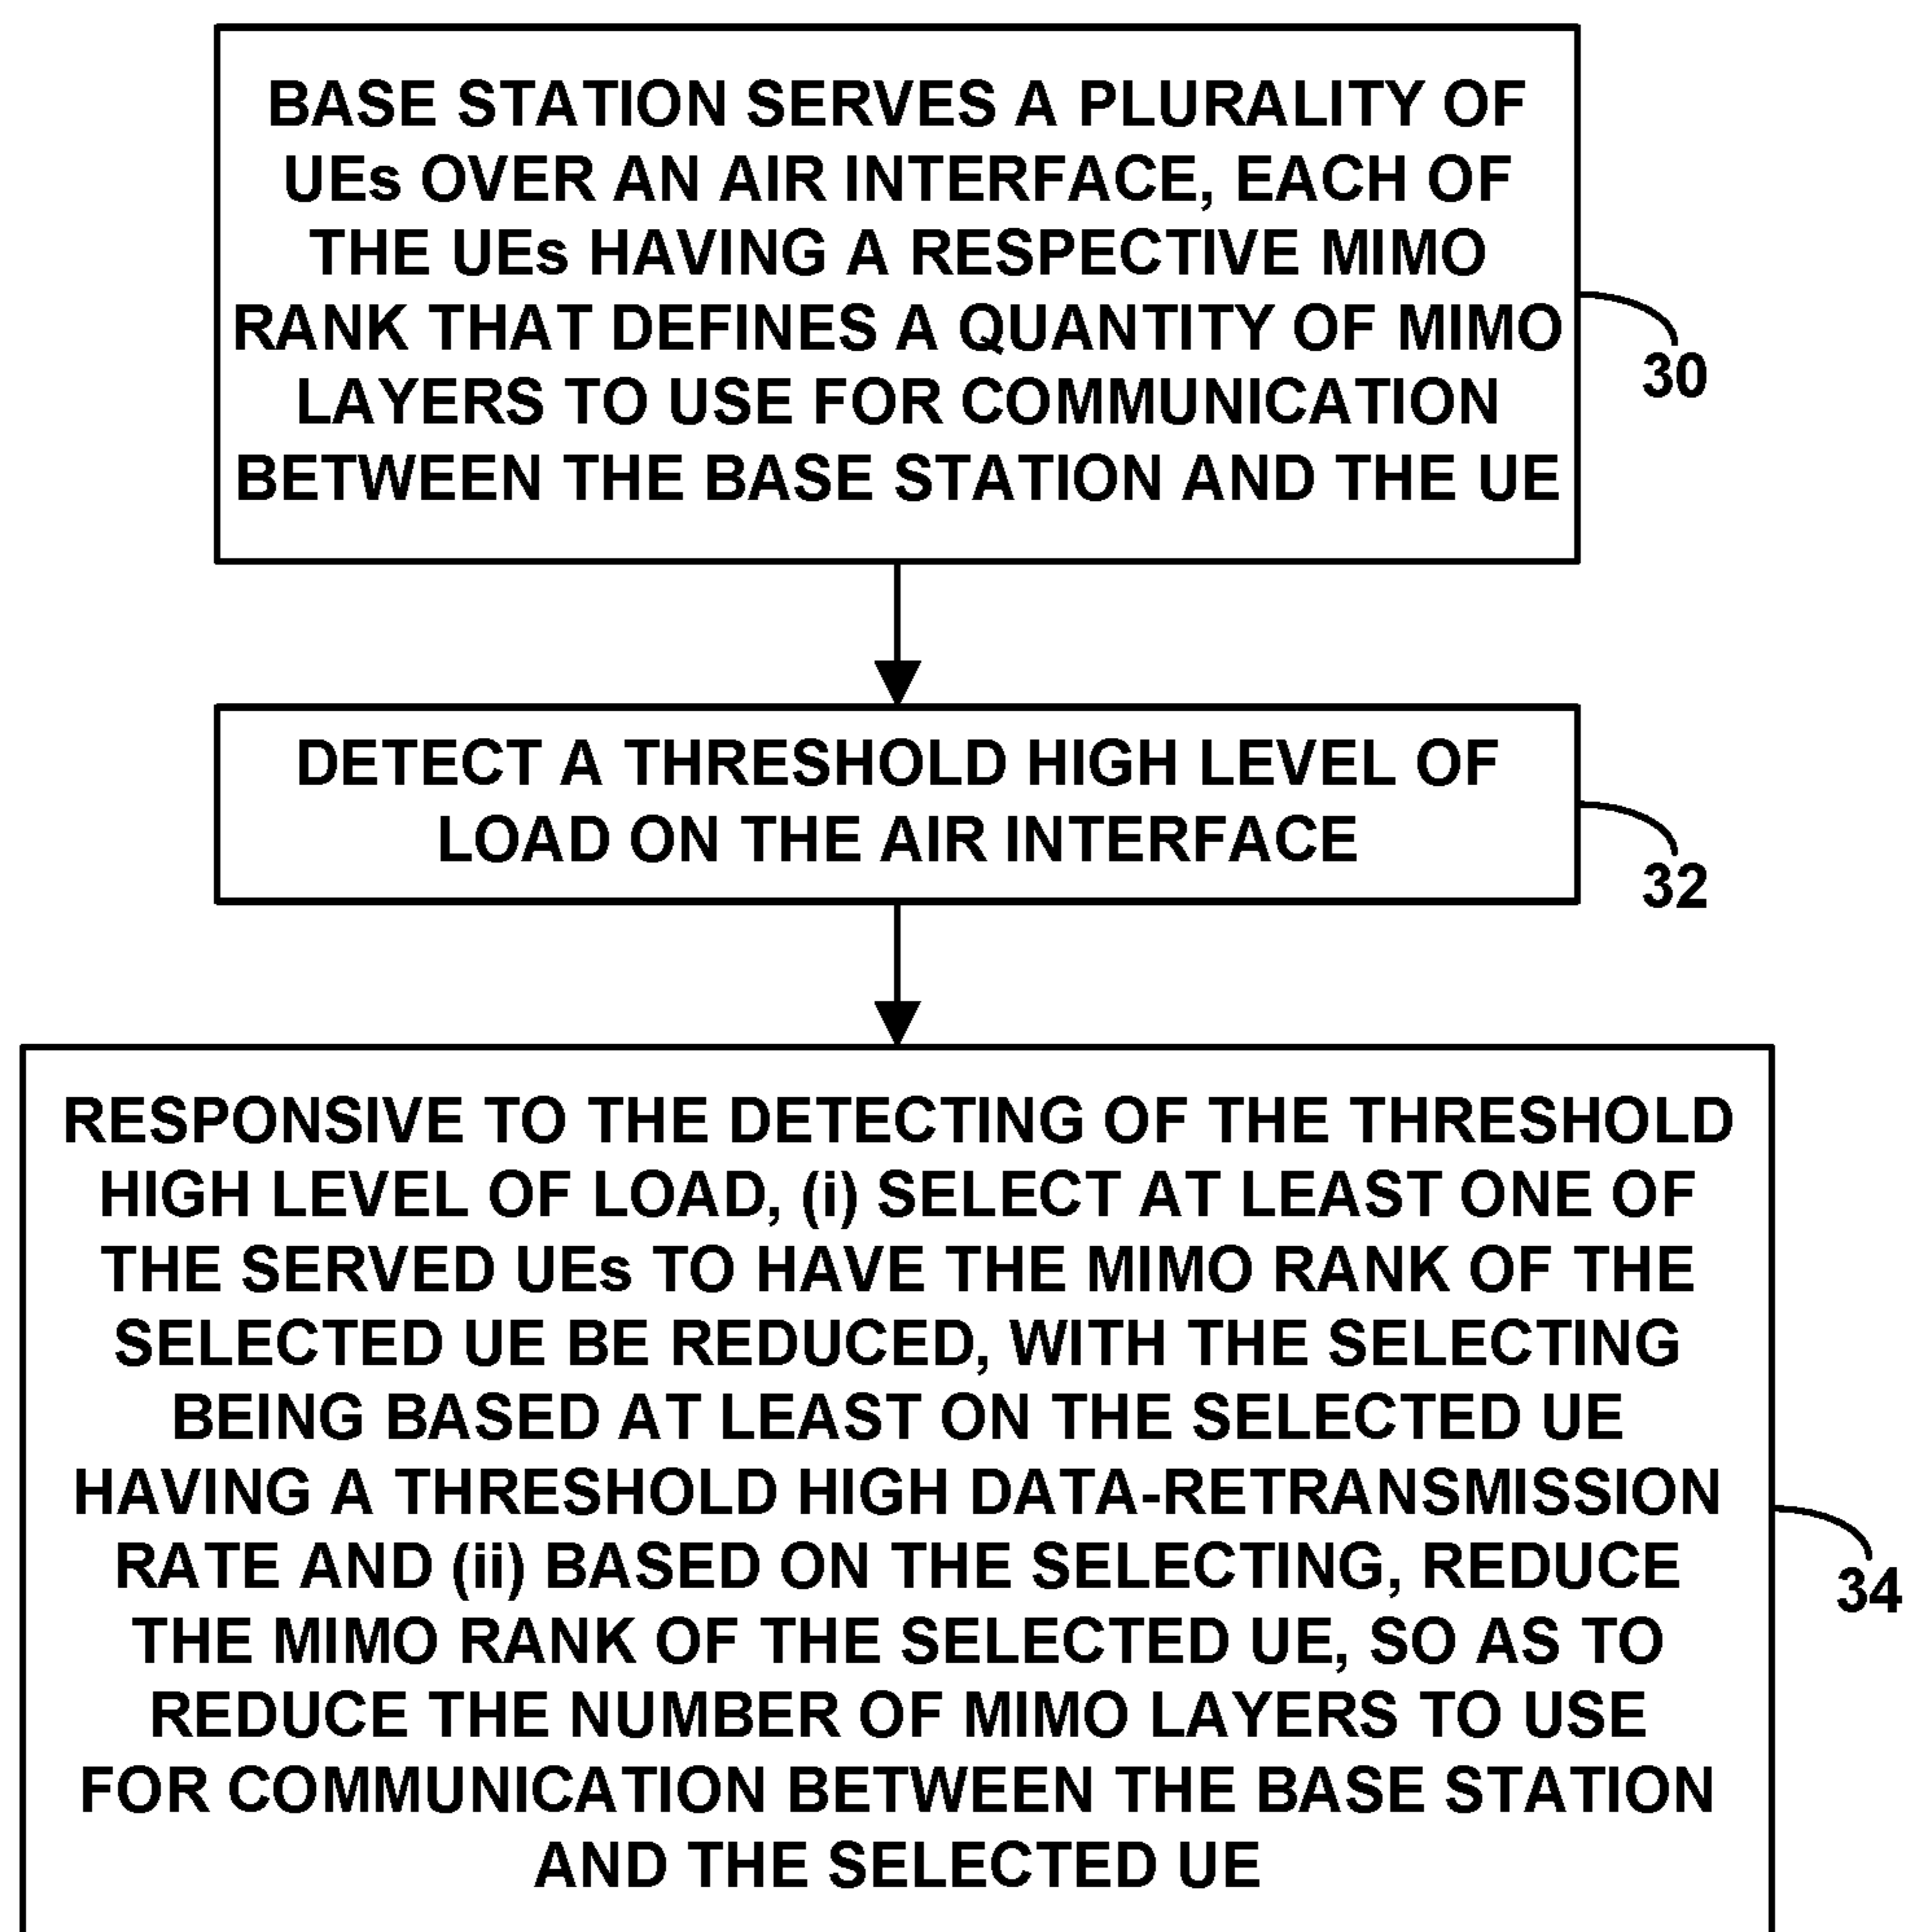 BASE STATION SERVES A PLURALITY OF
UEs OVER AN AIR INTERFACE, EACH OF
THE UEs HAVING A RESPECTIVE MIMO
RANK THAT DEFINES A QUANTITY OF MIMO
LAYERS TO USE FOR COMMUNICATION
BETWEEN THE BASE STATION AND THE UE
30
DETECT A THRESHOLD HIGH LEVEL OF
LOAD ON THE AIR INTERFACE
32
RESPONSIVE TO THE DETECTING OF THE THRESHOLD
HIGH LEVEL OF LOAD, (i) SELECT AT LEAST ONE OF
THE SERVED UEs TO HAVE THE MIMO RANK OF THE
SELECTED UE BE REDUCED, WITH THE SELECTING
BEING BASED AT LEAST ON THE SELECTED UE
HAVING A THRESHOLD HIGH DATA-RETRANSMISSION
RATE AND (ii) BASED ON THE SELECTING, REDUCE
THE MIMO RANK OF THE SELECTED UE, SO AS TO
REDUCE THE NUMBER OF MIMO LAYERS TO USE
FOR COMMUNICATION BETWEEN THE BASE STATION
AND THE SELECTED UE
34